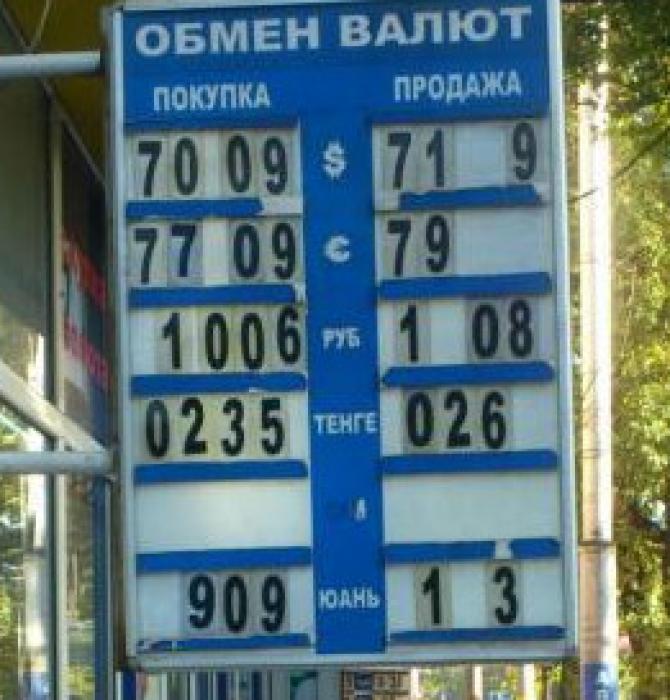 ОБМЕН ВАЛЮТ
ПОКУПКА ПРОДАЖА
70 09 $ 71 9
77 09 € 79
1 006 РУБ 1 08
0235 ТЕНГЕ 026
909 ЮАНЬ 1 3